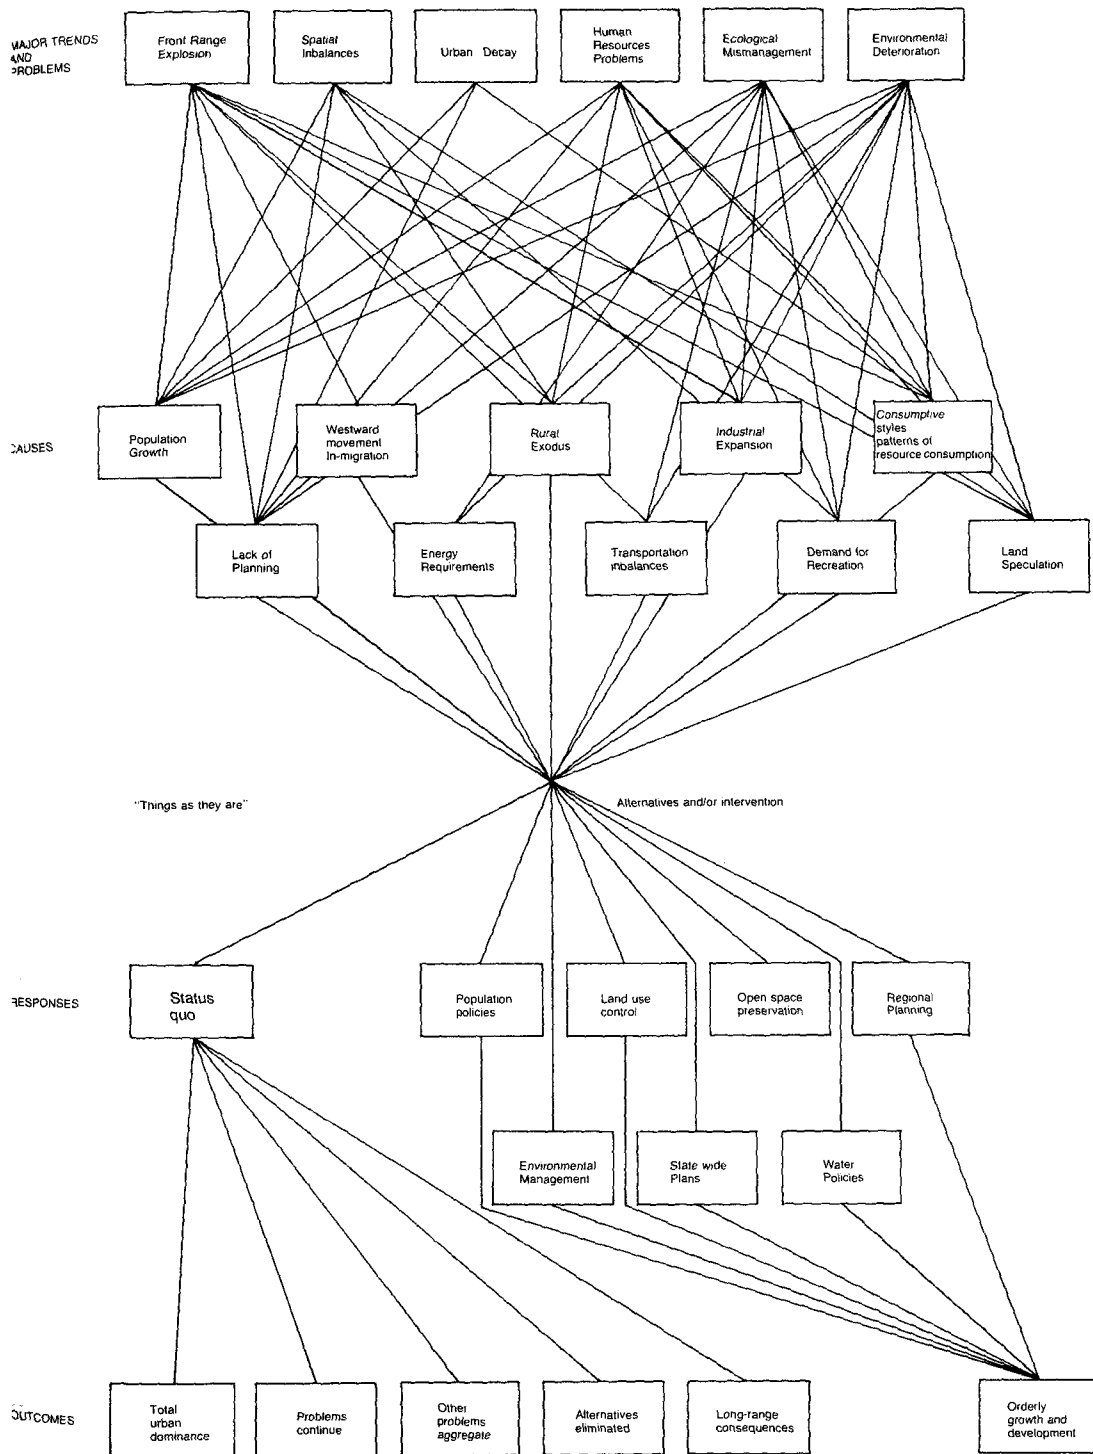 MAJOR TRENDS
AND
PROBLEMS
Front Range
Explosion
Spatial
Inbalances
Urban Decay
Human
Resources
Problems
Ecological
Mismanagement
Environmental
Deterioration
CAUSES
Population
Growth
Westward
movement
In-migration
Rural
Exodus
Industrial
Expansion
Consumptive
styles
patterns of
resource consumption
Lack of
Planning
Energy
Requirements
Transportation
inbalances
Demand for
Recreation
Land
Speculation
"Things as they are"
Alternatives and/or intervention
RESPONSES
Status
quo
Population
policies
Land use
control
Open space
preservation
Regional
Planning
Environmental
Management
State wide
Plans
Water
Policies
OUTCOMES
Total
urban
dominance
Problems
continue
Other
problems
aggregate
Alternatives
eliminated
Long-range
consequences
Orderly
growth and
development